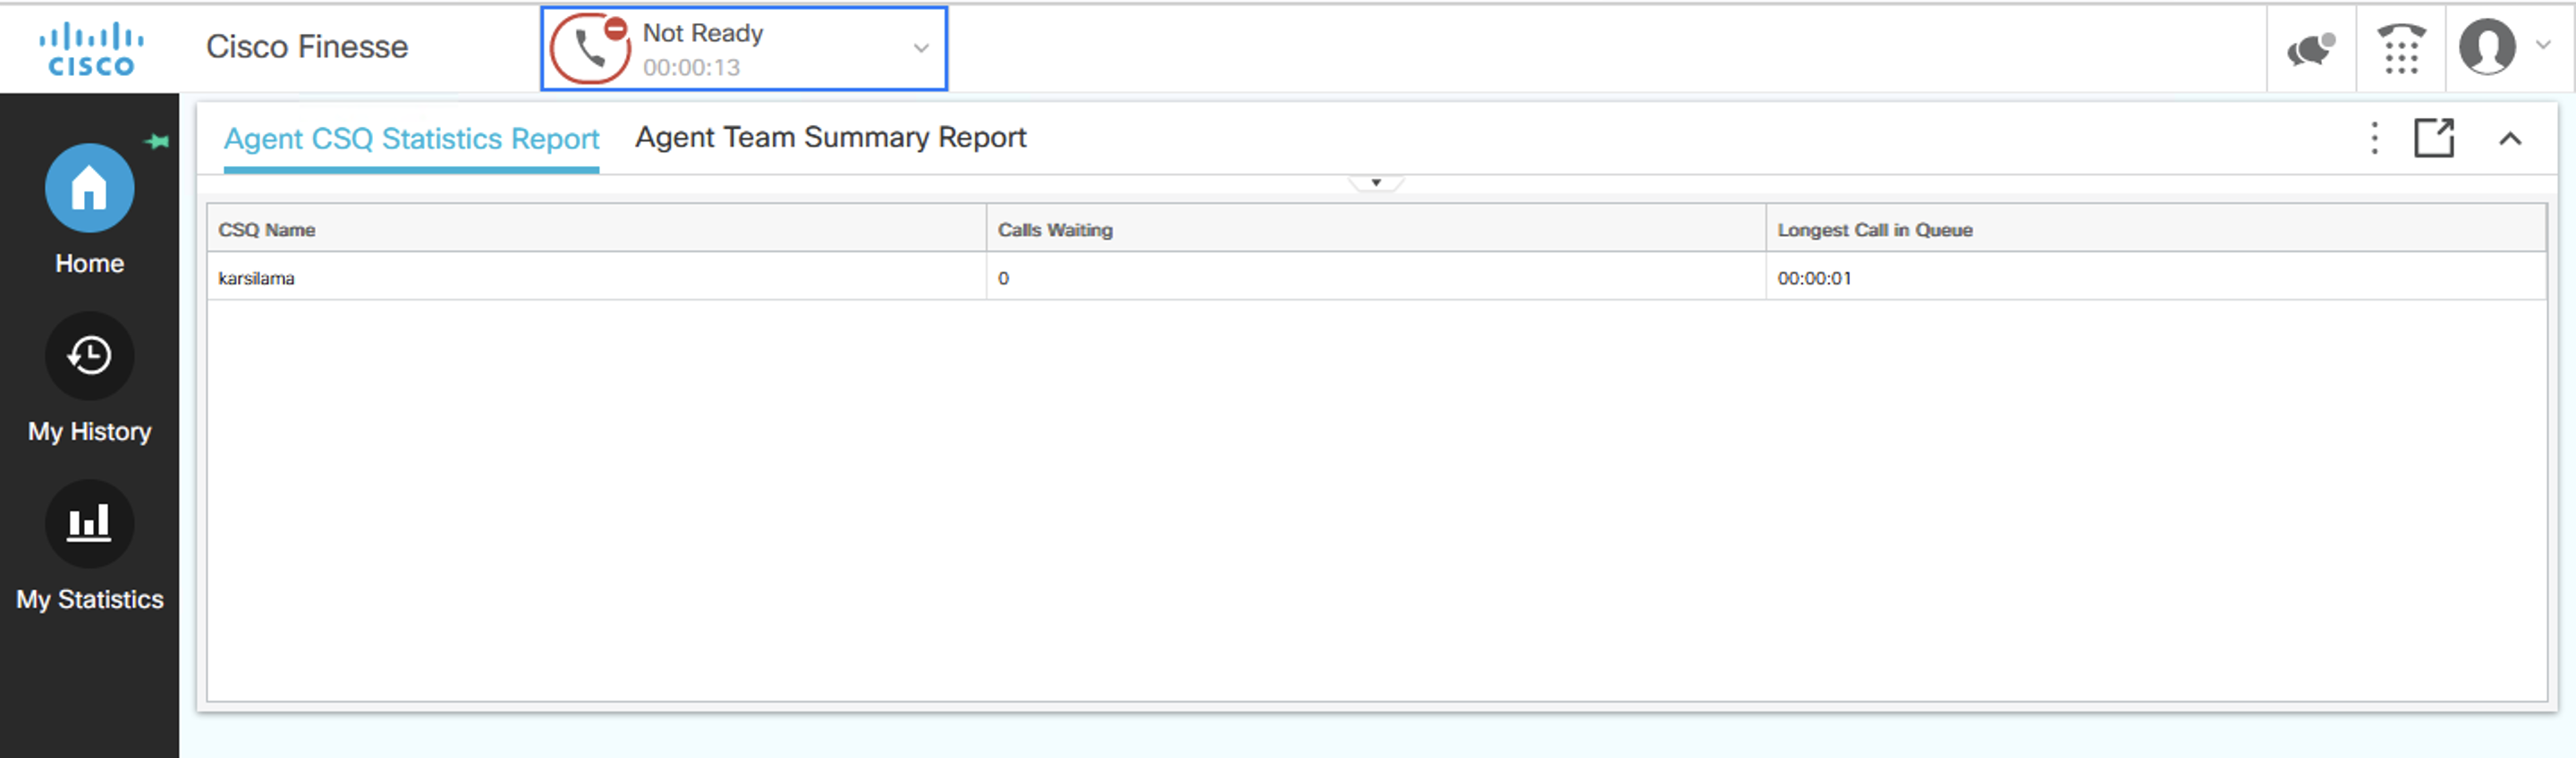 CISCO
Cisco Finesse
Not Ready
00:00:13
Agent CSQ Statistics Report
Agent Team Summary Report
Home
My History
My Statistics
CSQ Name
Calls Waiting
Longest Call in Queue
karsilama
0
00:00:01